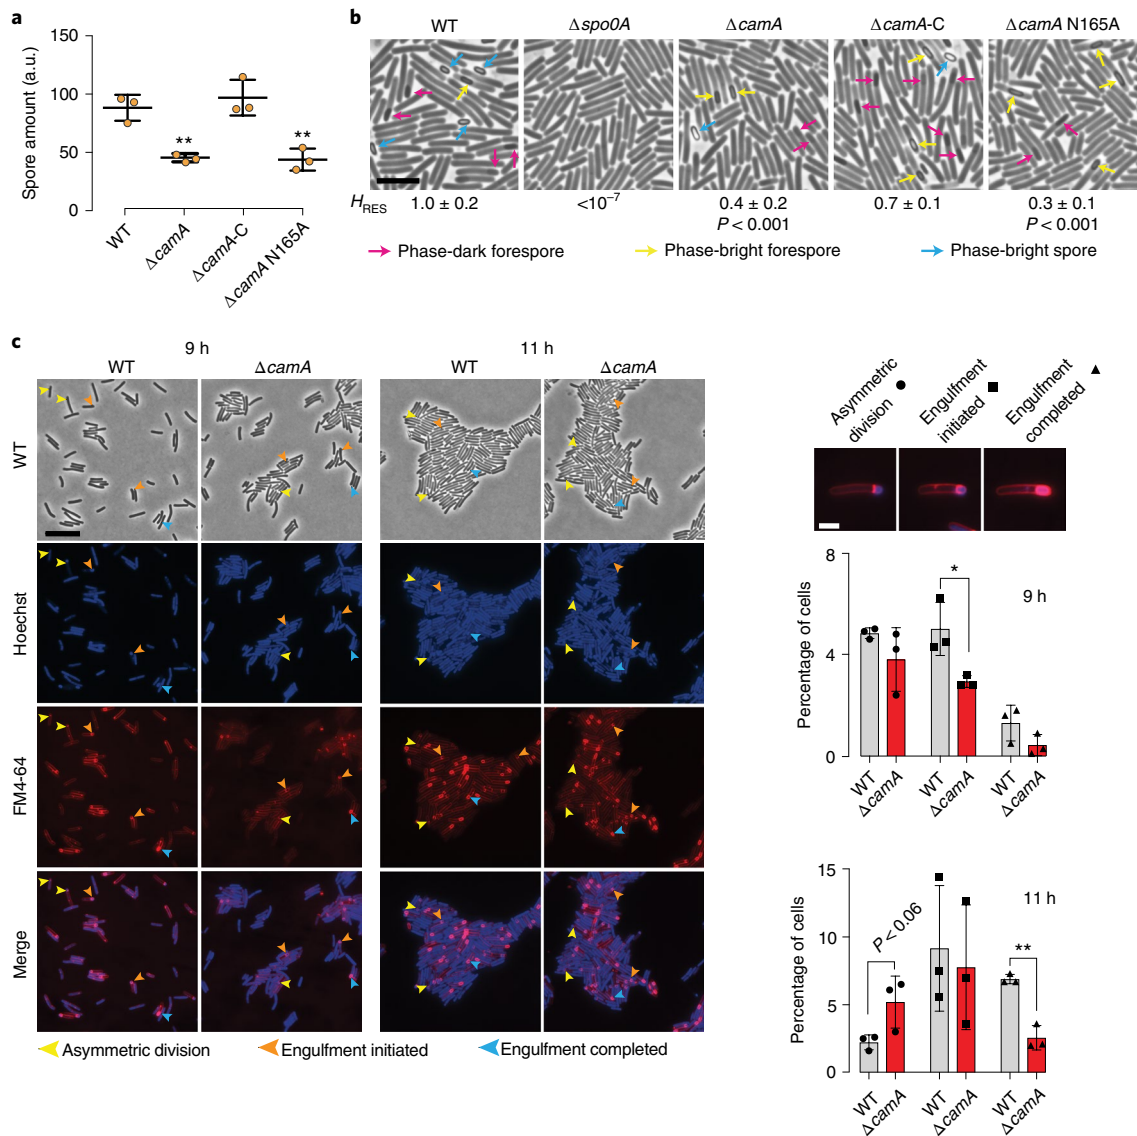 a
150
100
50
0
Spore amount (a.u.)
**
**
WT
ΔcamA
ΔcamA-C
ΔcamA N165A
b
WT
Δspo0A
ΔcamA
ΔcamA-C
ΔcamA N165A
H_RES 1.0 ± 0.2 <10⁻⁷ 0.4 ± 0.2 0.7 ± 0.1 0.3 ± 0.1
P < 0.001 P < 0.001
Phase-dark forespore Phase-bright forespore Phase-bright spore
c
9 h 11 h
WT ΔcamA WT ΔcamA
WT
Hoechst
FM4-64
Merge
Asymmetric division Engulfment initiated Engulfment completed
Asymmetric
division
Engulfment
initiated
Engulfment
completed
8
4
0
Percentage of cells
*
9 h
WT
ΔcamA
WT
ΔcamA
WT
ΔcamA
15
10
5
0
Percentage of cells
P < 0.06
**
11 h
WT
ΔcamA
WT
ΔcamA
WT
ΔcamA